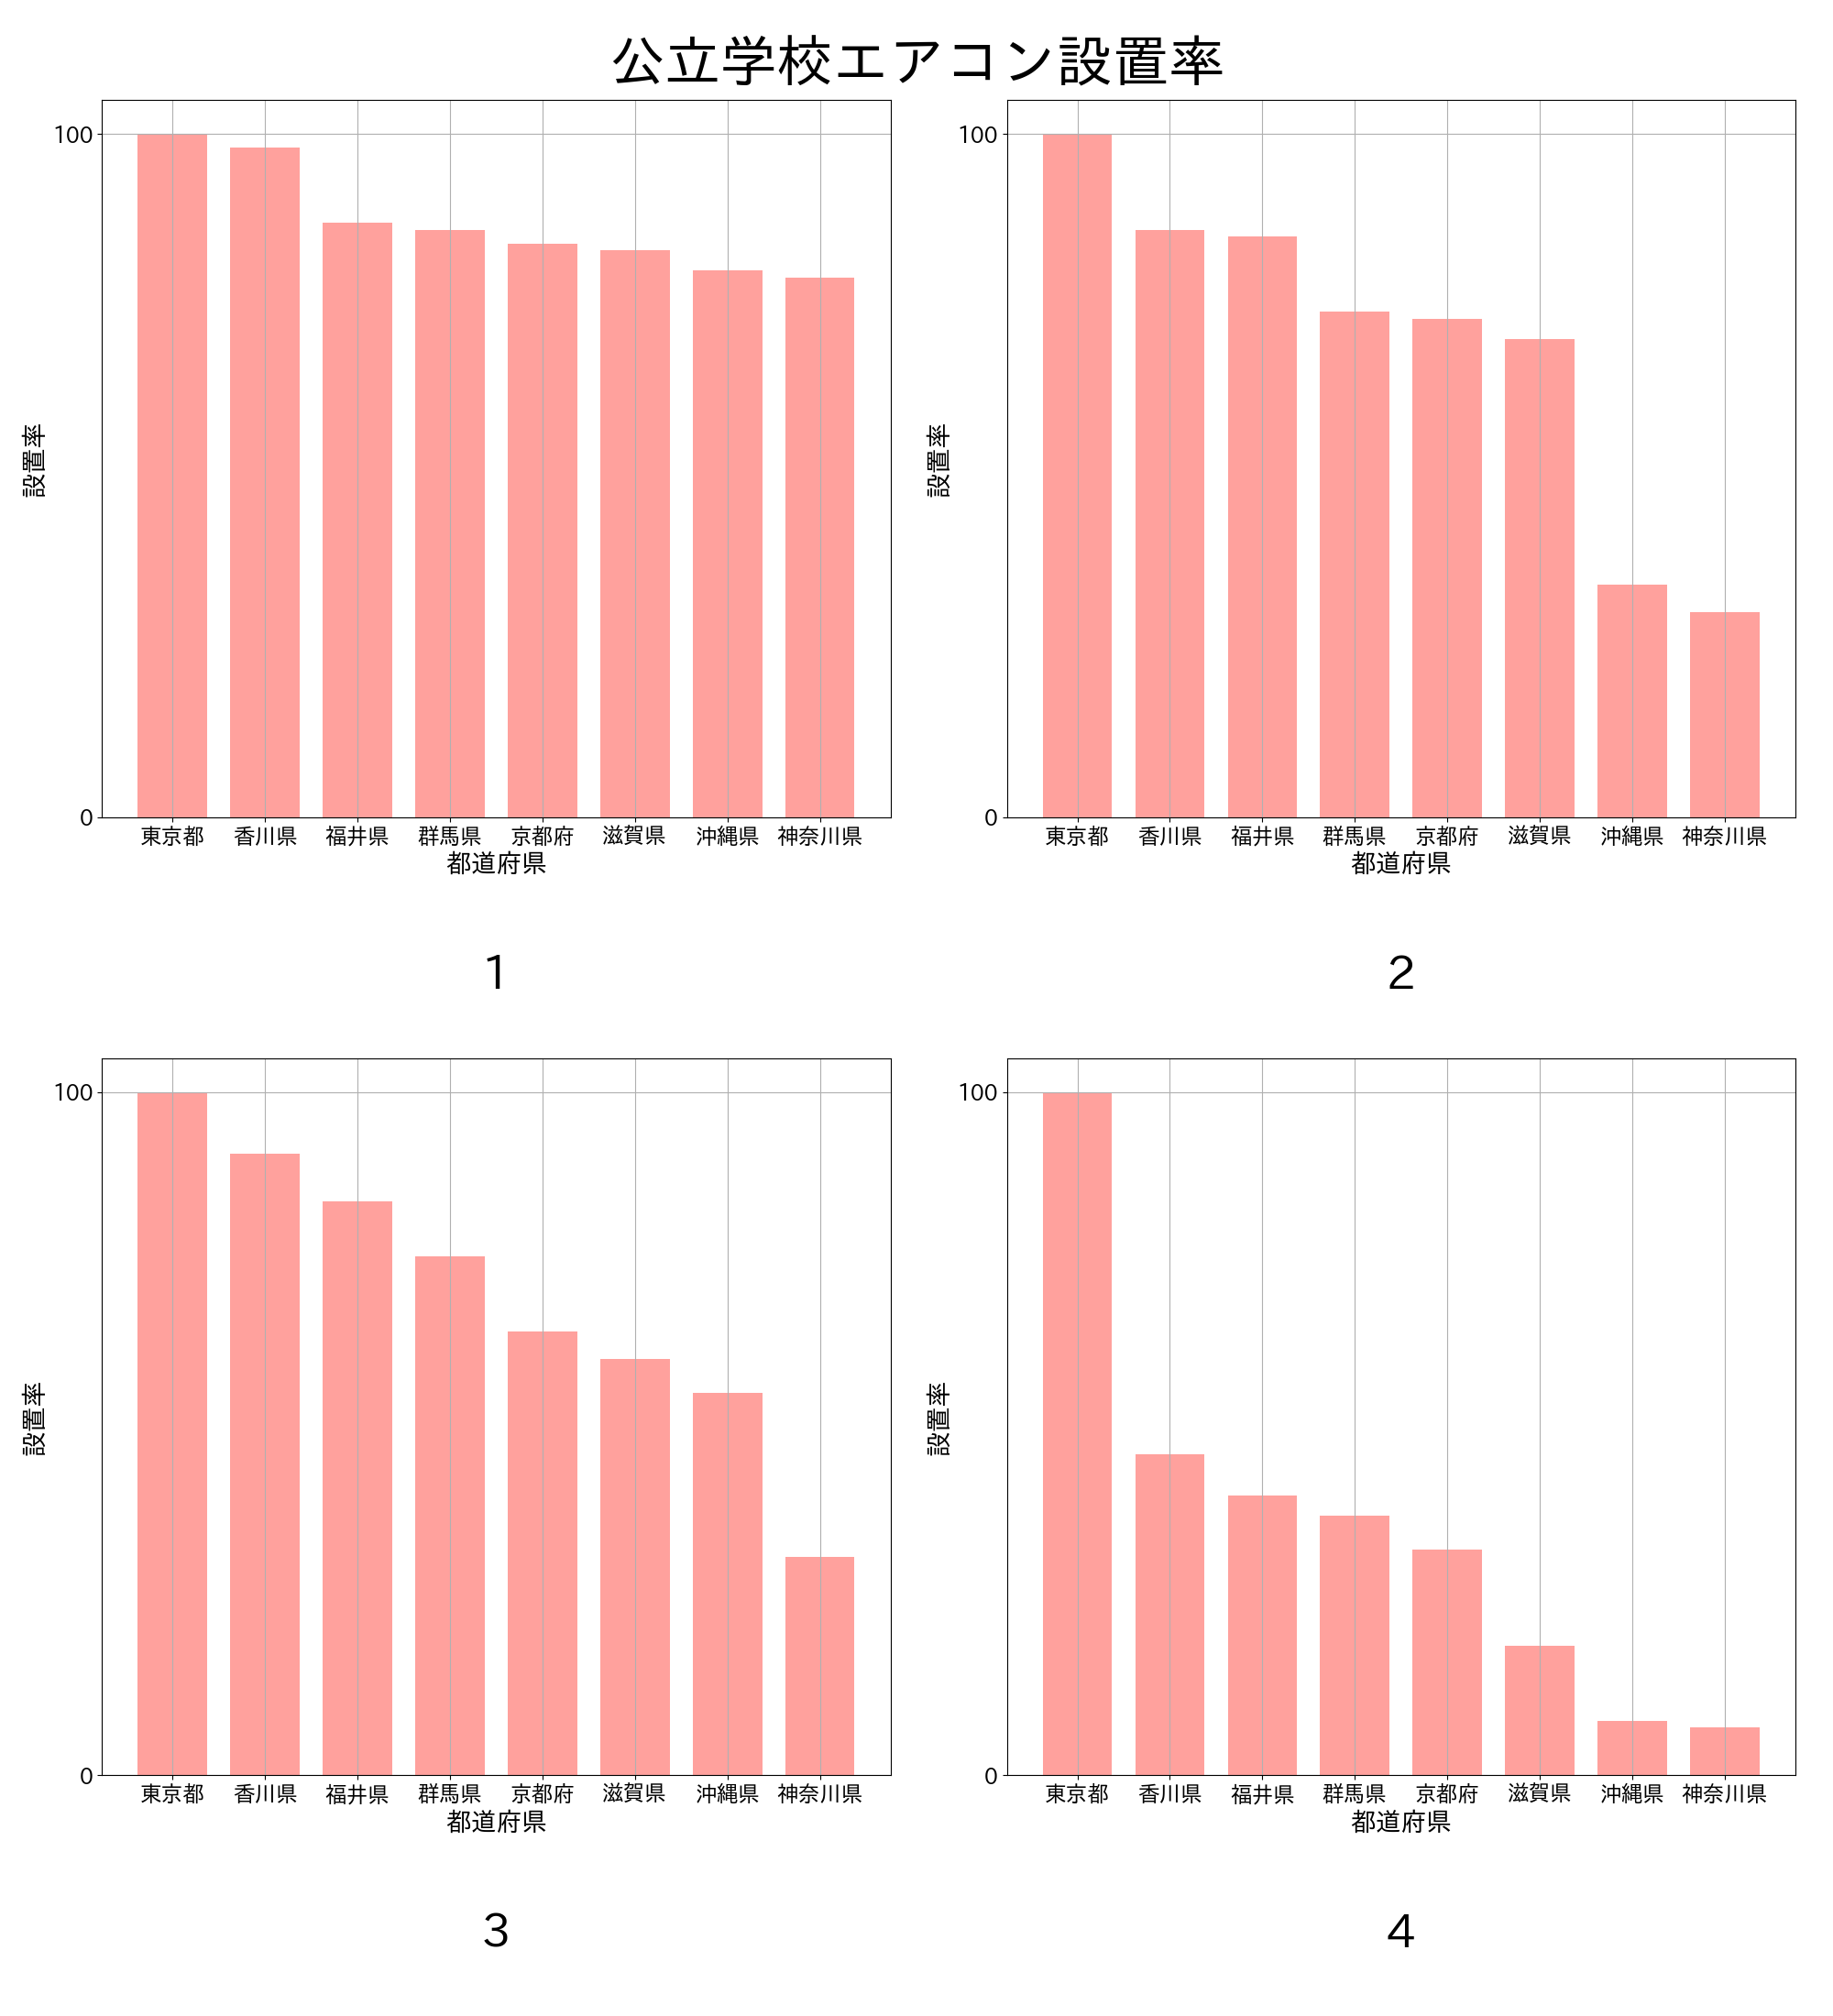 公立学校エアコン設置率
100
0
設置率
東京都 香川県 福井県 群馬県 京都府 滋賀県 沖縄県 神奈川県
都道府県
1
100
0
設置率
東京都 香川県 福井県 群馬県 京都府 滋賀県 沖縄県 神奈川県
都道府県
2
100
0
設置率
東京都 香川県 福井県 群馬県 京都府 滋賀県 沖縄県 神奈川県
都道府県
3
100
0
設置率
東京都 香川県 福井県 群馬県 京都府 滋賀県 沖縄県 神奈川県
都道府県
4